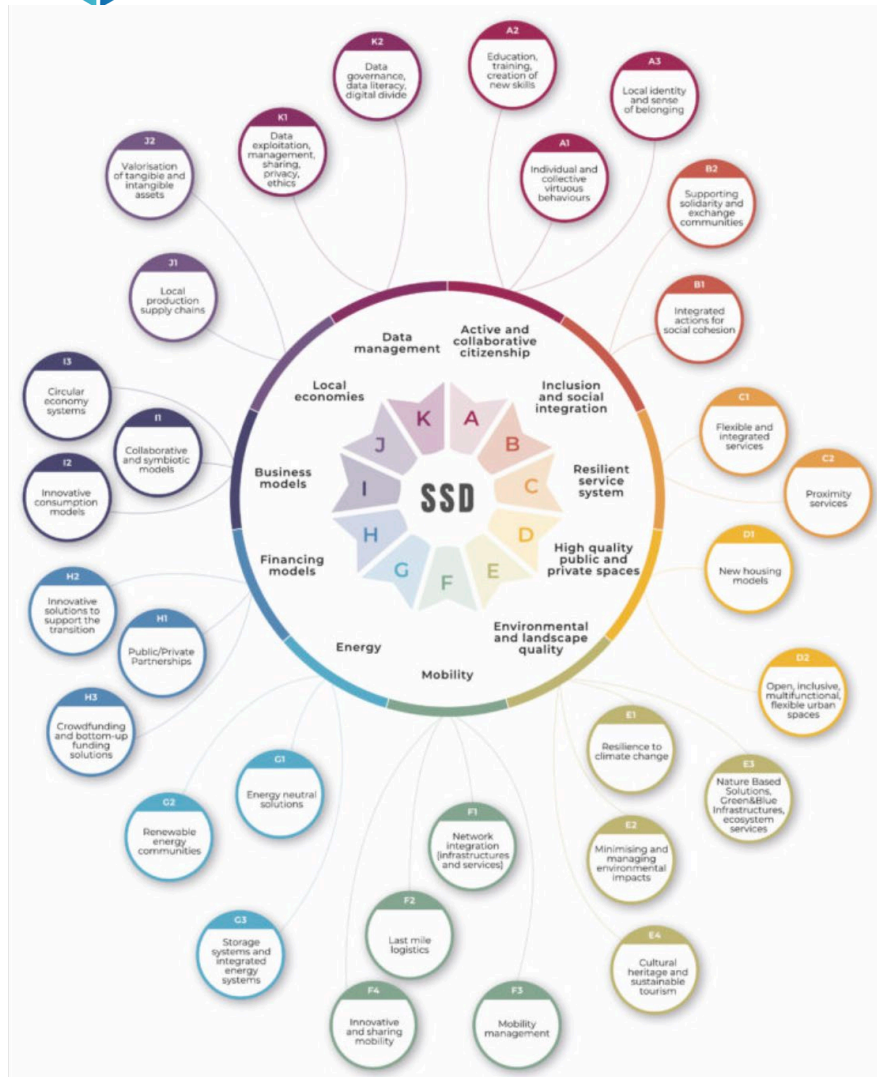 K2
Data
governance,
data literacy,
digital divide
A2
Education,
training,
creation of
new skills
A3
Local identity
and sense
of belonging
K1
Data
exploitation,
management,
sharing,
privacy,
ethics
A1
Individual and
collective
virtuous
behaviours
J2
Valorisation
of tangible and
intangible
assets
B2
Supporting
solidarity and
exchange
communities
J1
Local
production
supply chains
B1
Integrated
actions for
social cohesion
I3
Circular
economy
systems
I1
Collaborative
and symbiotic
models
I2
Innovative
consumption
models
C1
Flexible and
integrated
services
C2
Proximity
services
H2
Innovative
solutions to
support the
transition
H1
Public/Private
Partnerships
H3
Crowdfunding
and bottom-up
funding
solutions
D1
New housing
models
D2
Open, inclusive,
multifunctional,
flexible urban
spaces
Data
management
Active and
collaborative
citizenship
Local
economies
Inclusion and
social
integration
Business
models
Resilient
service
system
Financing
models
High quality
public and
private spaces
Energy
Environmental
and landscape
quality
Mobility
K
A
J
B
I
SSD
C
H
D
G
F
E
G1
Energy neutral
solutions
G2
Renewable
energy
communities
G3
Storage
systems and
integrated
energy
systems
F1
Network
integration
(infrastructures
and services)
F2
Last mile
logistics
F4
Innovative
and sharing
mobility
F3
Mobility
management
E1
Resilience to
climate change
E3
Nature Based
Solutions,
Green&Blue
Infrastructures,
ecosystem
services
E2
Minimising and
managing
environmental
impacts
E4
Cultural
heritage and
sustainable
tourism